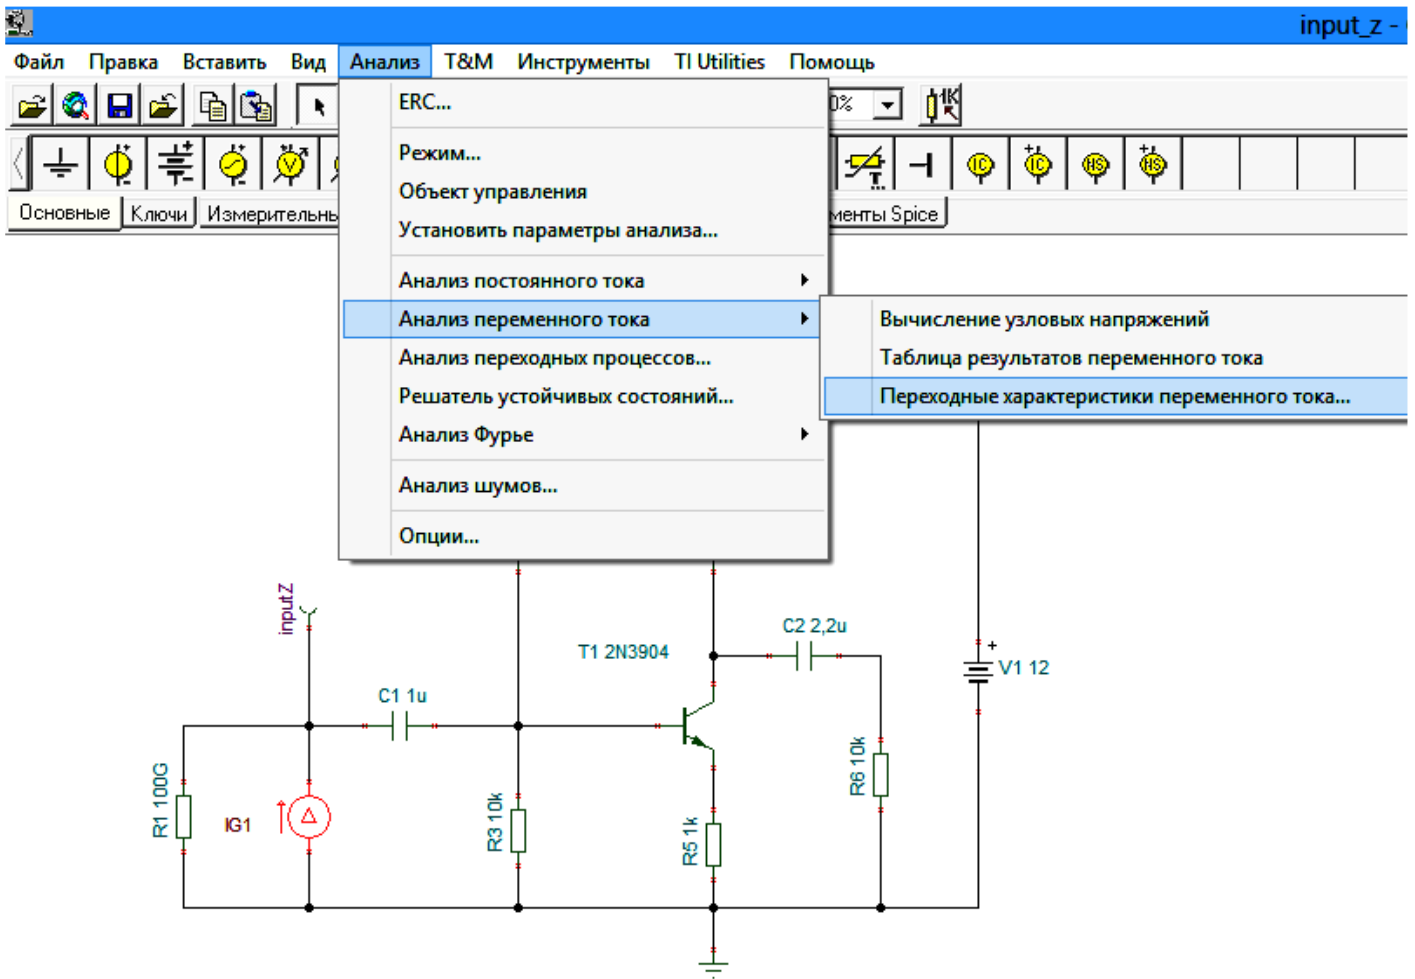 input_z -
Файл Правка Вставить Вид Анализ T&M Инструменты TI Utilities Помощь
ERC...
0%
1K
Режим...
Объект управления
Основные Ключи Измерительны
менты Spice
Установить параметры анализа...
Анализ постоянного тока
Анализ переменного тока
Вычисление узловых напряжений
Анализ переходных процессов...
Таблица результатов переменного тока
Решатель устойчивых состояний...
Переходные характеристики переменного тока...
Анализ Фурье
Анализ шумов...
Опции...
inputZ
C2 2,2u
T1 2N3904
V1 12
C1 1u
R6 10k
R1 100G
IG1
R3 10k
R5 1k